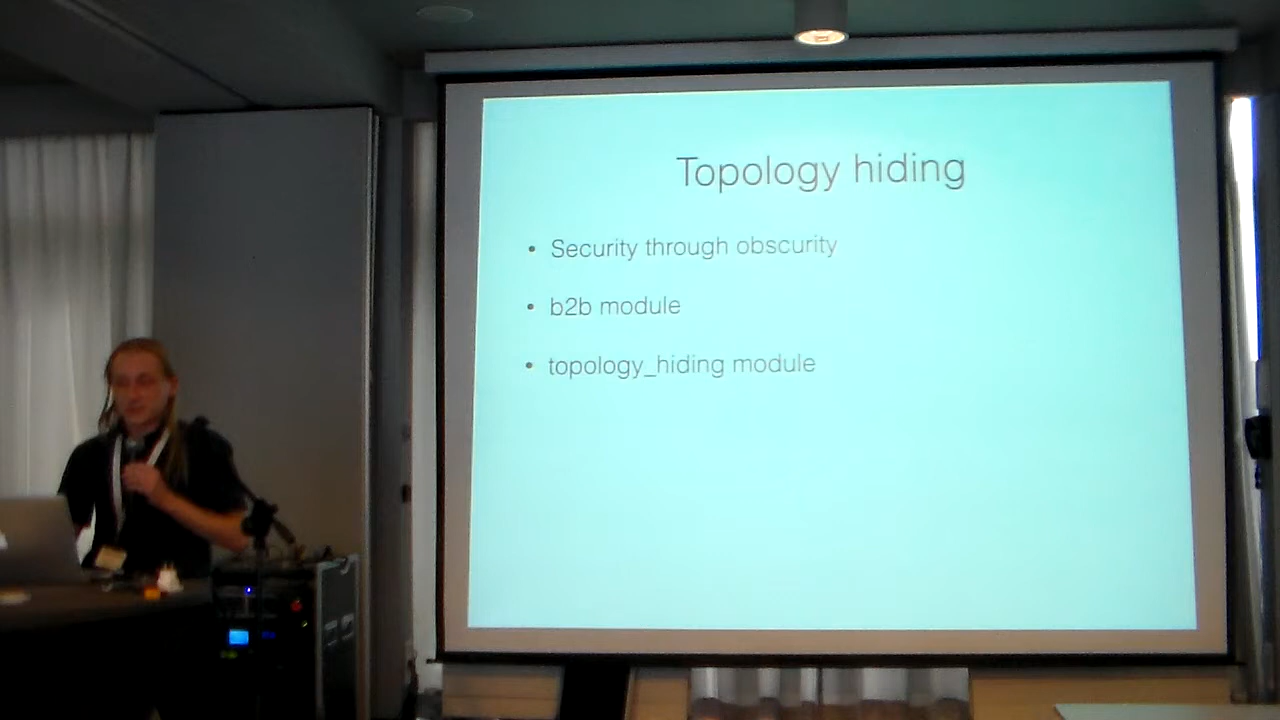 Topology hiding
• Security through obscurity
• b2b module
• topology_hiding module